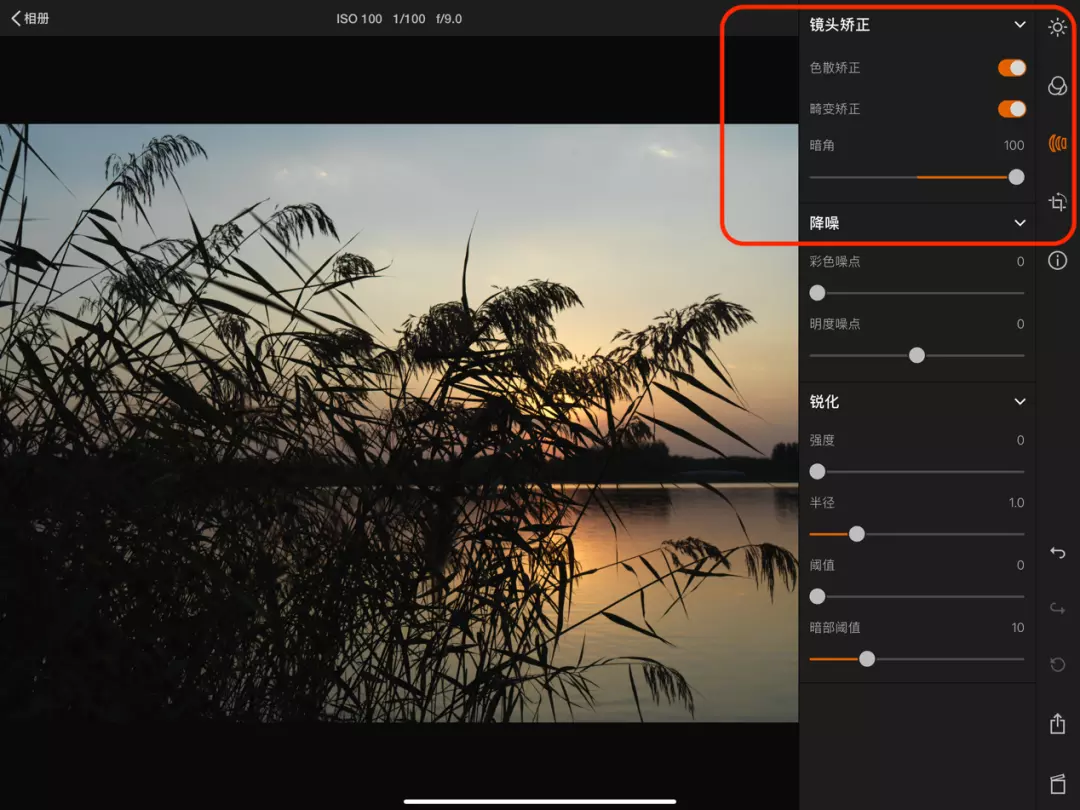 相册
ISO 100 1/100 f/9.0
镜头矫正
色散矫正
畸变矫正
暗角 100
降噪
彩色噪点 0
明度噪点 0
锐化
强度 0
半径 1.0
阈值 0
暗部阈值 10